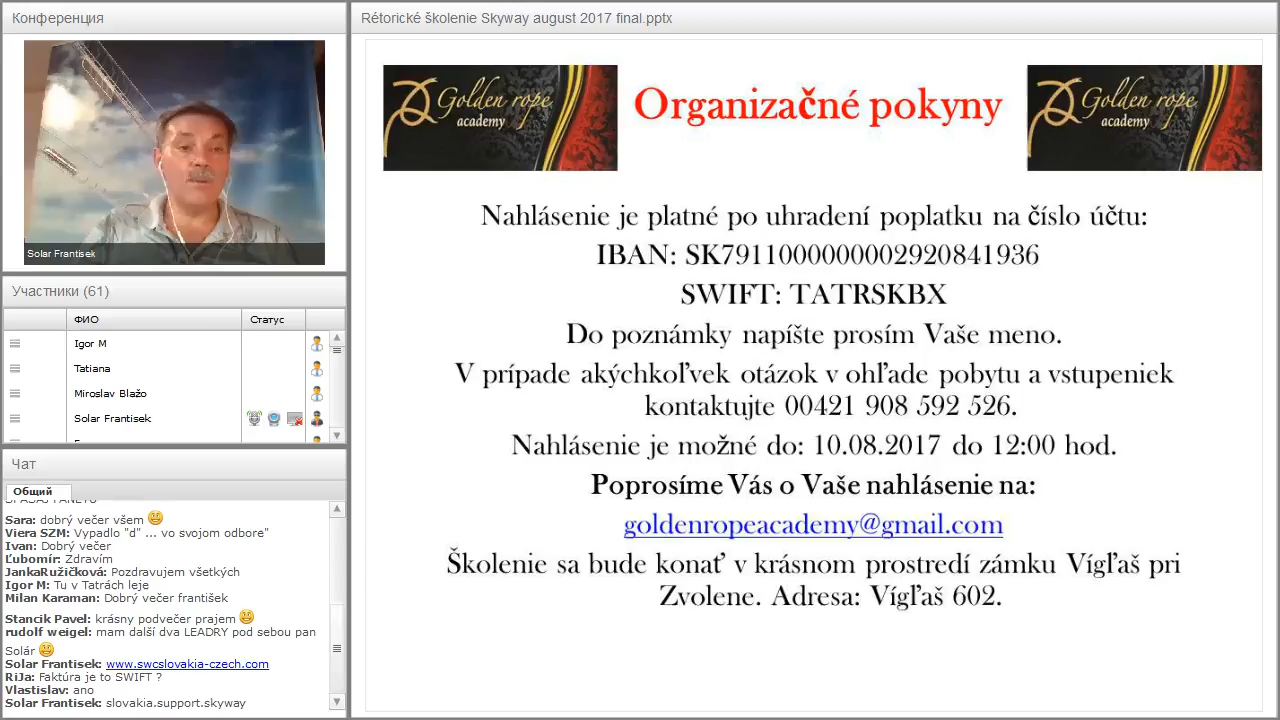 Конференция
Rétorické školenie Skyway august 2017 final.pptx
Solar Frantisek
Участники (61)
ФИО
Статус
Igor M
Tatiana
Miroslav Blažo
Solar Frantisek
Чат
Общий
Sara: dobrý večer všem
Viera SZM: Vypadlo "d" ... vo svojom odbore"
Ivan: Dobrý večer
Ľubomír: Zdravím
JankaRužičková: Pozdravujem všetkých
Igor M: Tu v Tatrách leje
Milan Karaman: Dobrý večer františek
Stancik Pavel: krásny podvečer prajem
rudolf weigel: mam další dva LEADRY pod sebou pan
Solár
Solar Frantisek: www.swcslovakia-czech.com
RiJa: Faktúra je to SWIFT ?
Vlastislav: ano
Solar Frantisek: slovakia.support.skyway
Golden rope
academy
Organizačné pokyny
Golden rope
academy
Nahlásenie je platné po uhradení poplatku na číslo účtu:
IBAN: SK7911000000002920841936
SWIFT: TATRSKBX
Do poznámky napíšte prosím Vaše meno.
V prípade akýchkoľvek otázok v ohľade pobytu a vstupeniek
kontaktujte 00421 908 592 526.
Nahlásenie je možné do: 10.08.2017 do 12:00 hod.
Poprosíme Vás o Vaše nahlásenie na:
goldenropeacademy@gmail.com
Školenie sa bude konať v krásnom prostredí zámku Vígľaš pri
Zvolene. Adresa: Vígľaš 602.